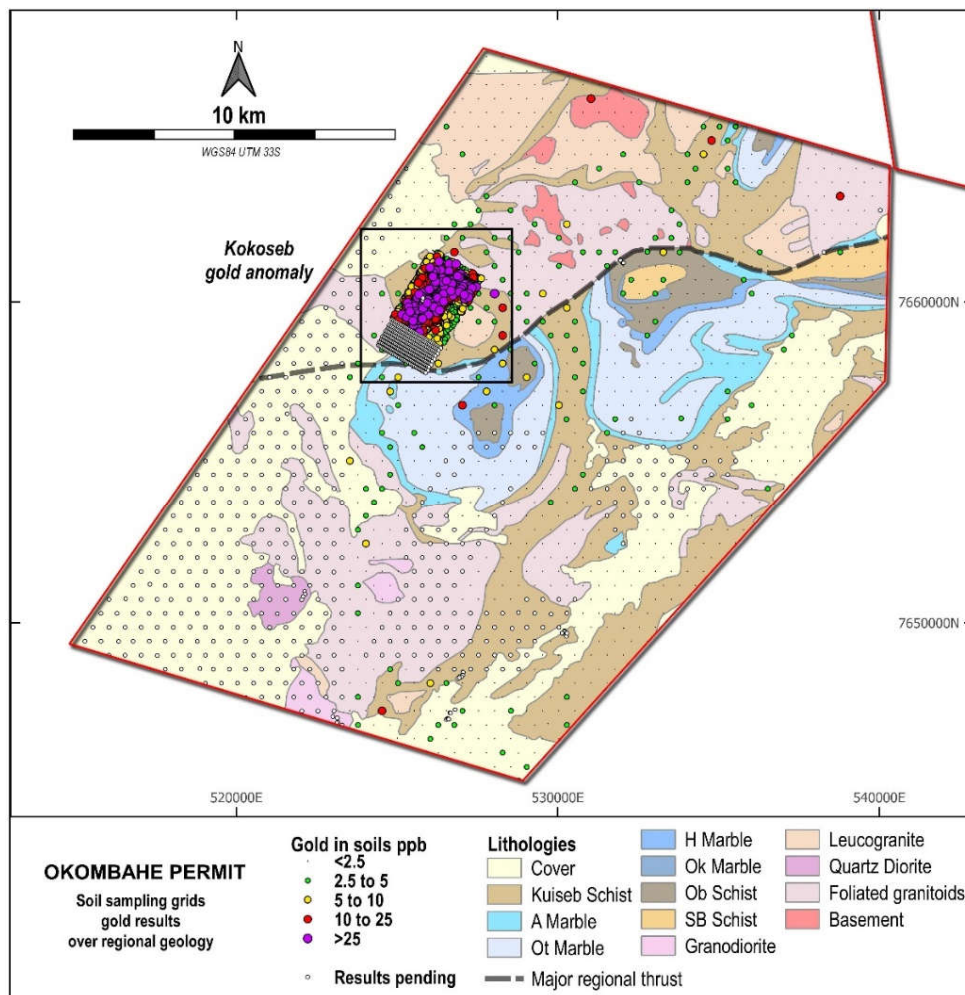 N
10 km
WGS84 UTM 33S
Kokoseb
gold anomaly
7660000N
7650000N
520000E
530000E
540000E
OKOMBAHE PERMIT
Soil sampling grids
gold results
over regional geology
Gold in soils ppb
<2.5
2.5 to 5
5 to 10
10 to 25
>25
Results pending
Lithologies
Cover
Kuiseb Schist
A Marble
Ot Marble
H Marble
Ok Marble
Ob Schist
SB Schist
Granodiorite
Leucogranite
Quartz Diorite
Foliated granitoids
Basement
Major regional thrust